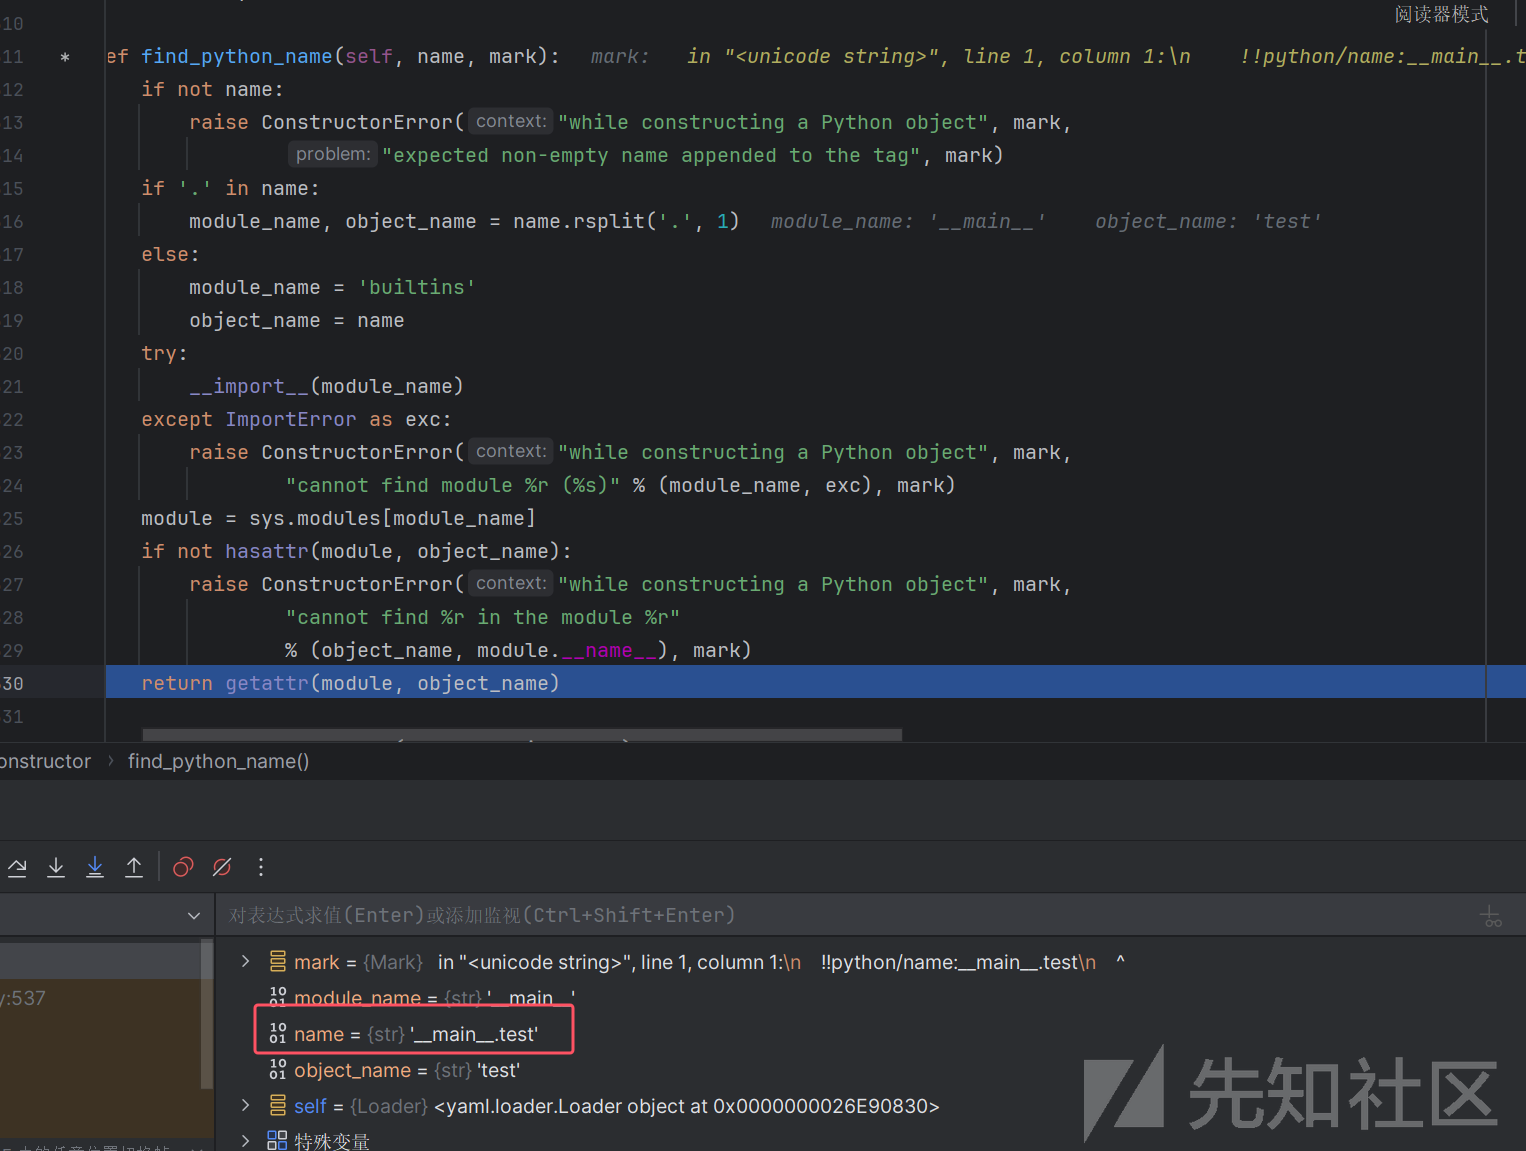 阅读器模式
10
11 * ef find_python_name(self, name, mark): mark: in "<unicode string>", line 1, column 1:\n !!python/name:__main__.t
12 if not name:
13 raise ConstructorError( context: "while constructing a Python object", mark,
14 problem: "expected non-empty name appended to the tag", mark)
15 if '.' in name:
16 module_name, object_name = name.rsplit('.', 1) module_name: '__main__' object_name: 'test'
17 else:
18 module_name = 'builtins'
19 object_name = name
20 try:
21 __import__(module_name)
22 except ImportError as exc:
23 raise ConstructorError( context: "while constructing a Python object", mark,
24 "cannot find module %r (%s)" % (module_name, exc), mark)
25 module = sys.modules[module_name]
26 if not hasattr(module, object_name):
27 raise ConstructorError( context: "while constructing a Python object", mark,
28 "cannot find %r in the module %r"
29 % (object_name, module.__name__), mark)
30 return getattr(module, object_name)
31
onstructor › find_python_name()
对表达式求值(Enter)或添加监视(Ctrl+Shift+Enter)
mark = {Mark} in "<unicode string>", line 1, column 1:\n !!python/name:__main__.test\n ^
y:537
module_name = {str} '__main__'
name = {str} '__main__.test'
object_name = {str} 'test'
self = {Loader} <yaml.loader.Loader object at 0x0000000026E90830>
特殊变量
先知社区